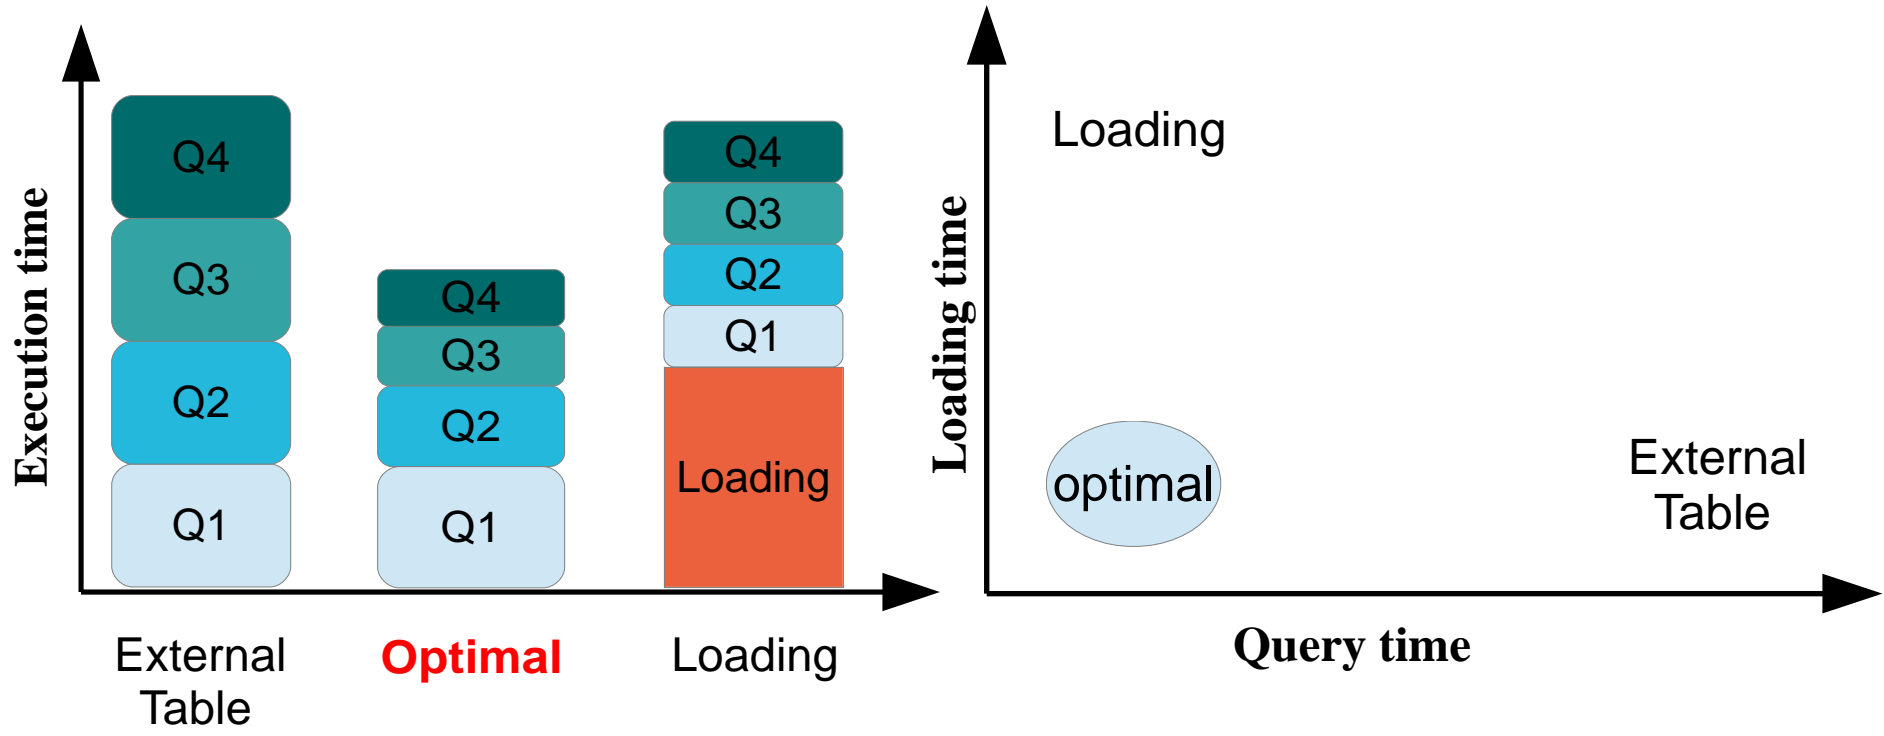 Execution time
Q4
Q3
Q2
Q1
External
Table
Q4
Q3
Q2
Q1
Optimal
Q4
Q3
Q2
Q1
Loading
Loading
Loading time
Loading
optimal
External
Table
Query time